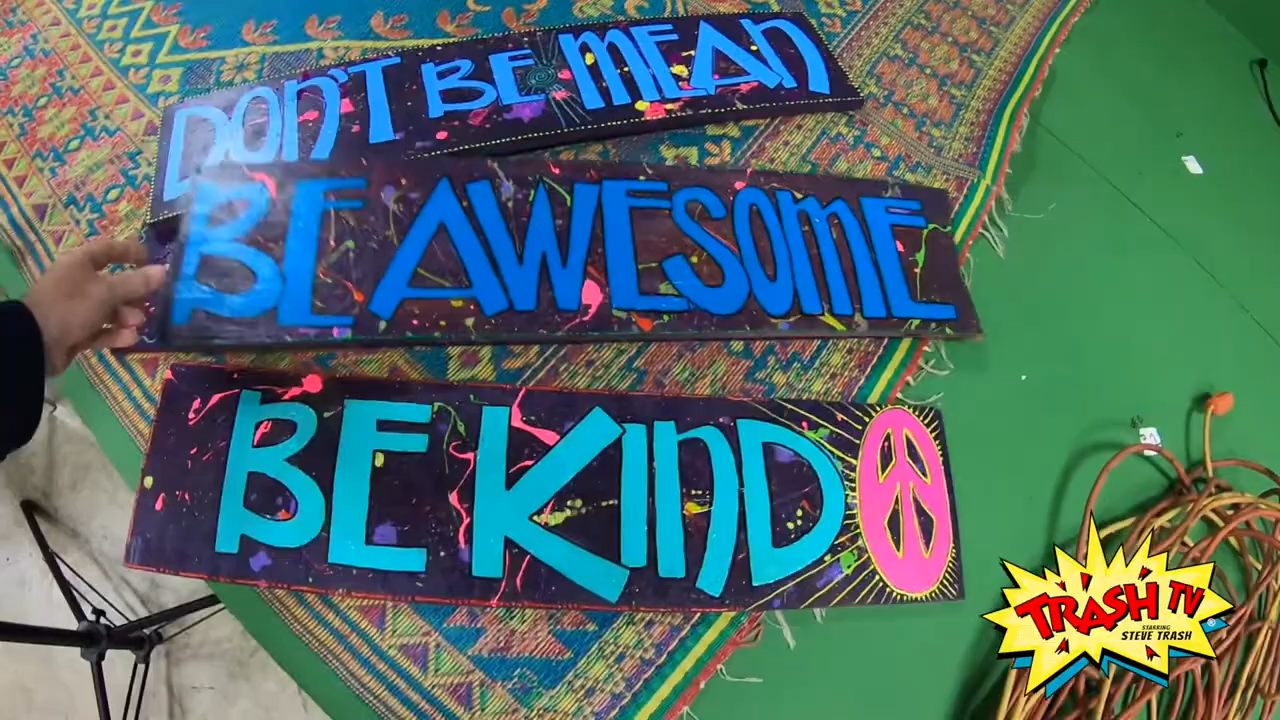 DON'T BE MEAN
BE AWESOME
BE KIND
TRASH TV
STARRING
STEVE TRASH
®